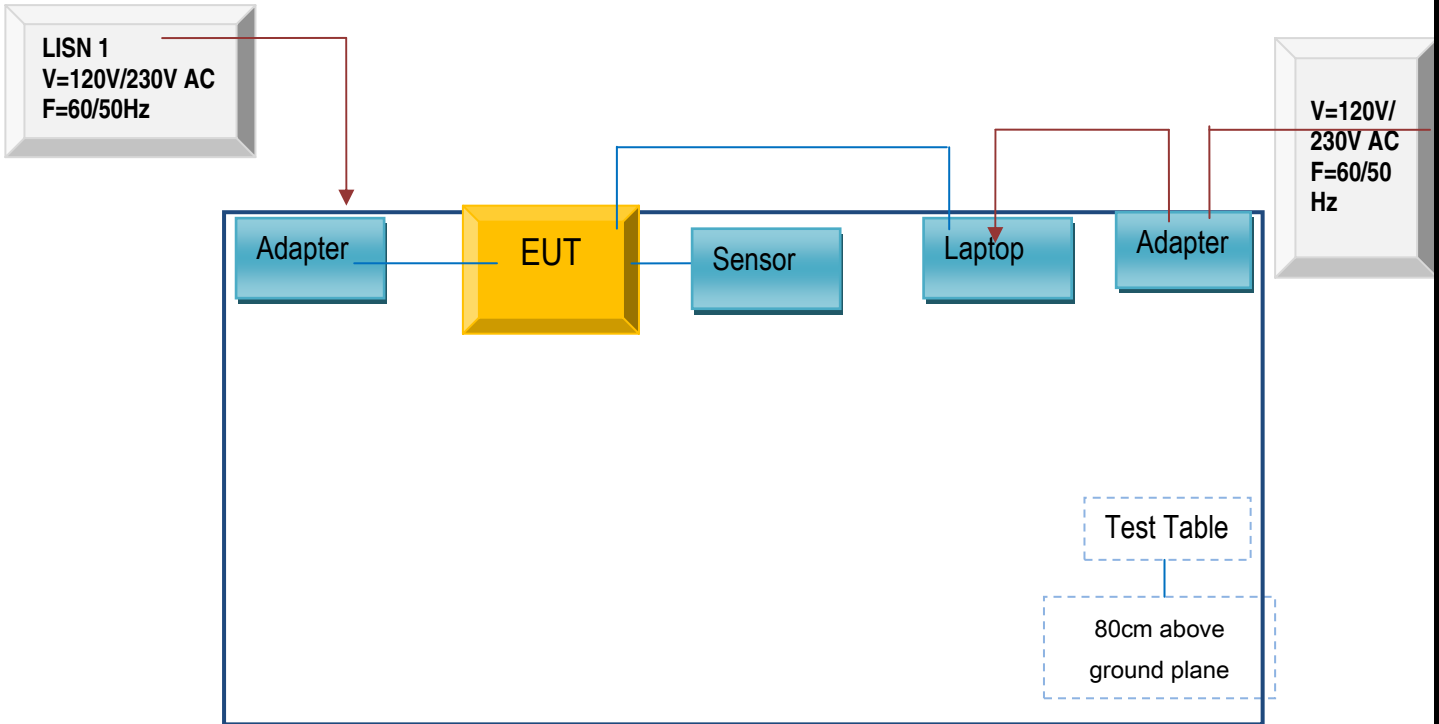 LISN 1
V=120V/230V AC
F=60/50Hz
V=120V/
230V AC
F=60/50
Hz
Adapter
EUT
Sensor
Laptop
Adapter
Test Table
80cm above
ground plane